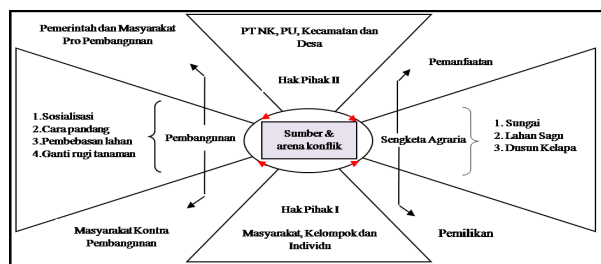 Pemerintah dan Masyarakat
Pro Pembangunan
PT NK, PU, Kecamatan dan
Desa
Hak Pihak II
Pemanfaatan
1.Sosialisasi
2.Cara pandang
3.Pembebasan lahan
4.Ganti rugi tanaman
Pembangunan
Sumber &
arena konflik
Sengketa Agraria
1. Sungai
2. Lahan Sagu
3. Dusun Kelapa
Hak Pihak I
Masyarakat, Kelompok dan
Individu
Masyarakat Kontra
Pembangunan
Pemilikan